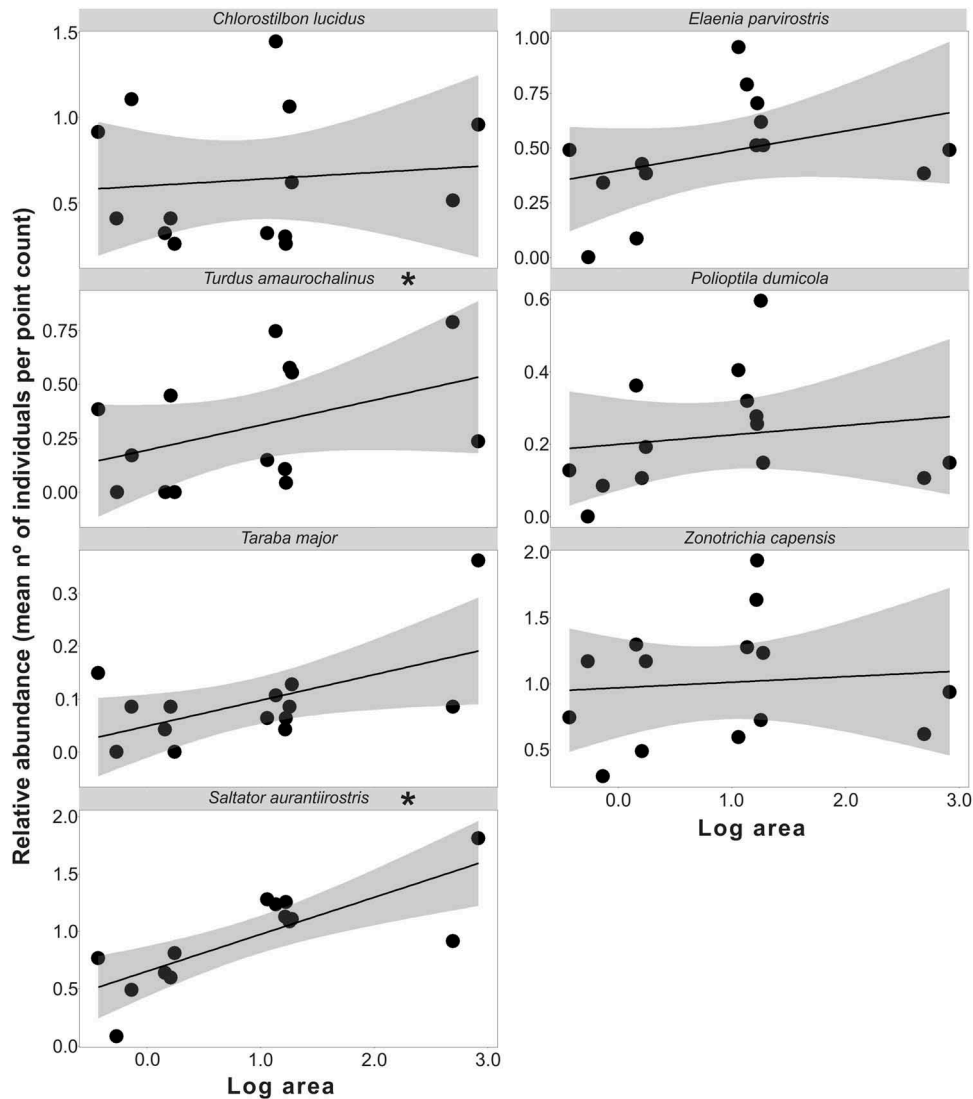 Relative abundance (mean nº of individuals per point count)
Chlorostilbon lucidus
1.5
1.0
0.5
Elaenia parvirostris
1.00
0.75
0.50
0.25
0.00
Turdus amaurochalinus *
0.75
0.50
0.25
0.00
Polioptila dumicola
0.6
0.4
0.2
0.0
Taraba major
0.3
0.2
0.1
0.0
Zonotrichia capensis
2.0
1.5
1.0
0.5
0.0 1.0 2.0 3.0
Log area
Saltator aurantiirostris *
2.0
1.5
1.0
0.5
0.0
0.0 1.0 2.0 3.0
Log area